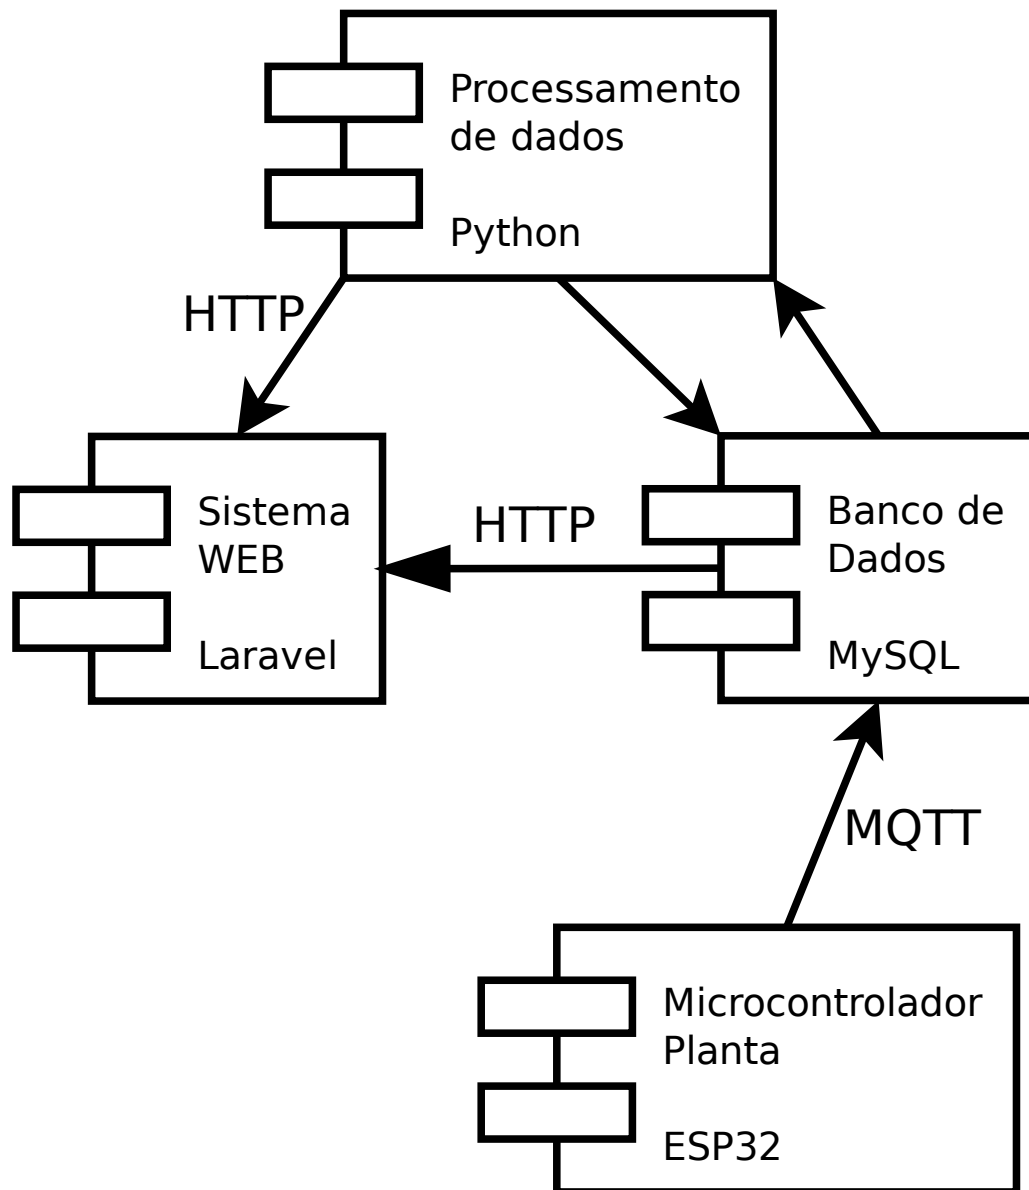 Processamento
de dados
Python
HTTP
Sistema
WEB
Laravel
HTTP
Banco de
Dados
MySQL
MQTT
Microcontrolador
Planta
ESP32